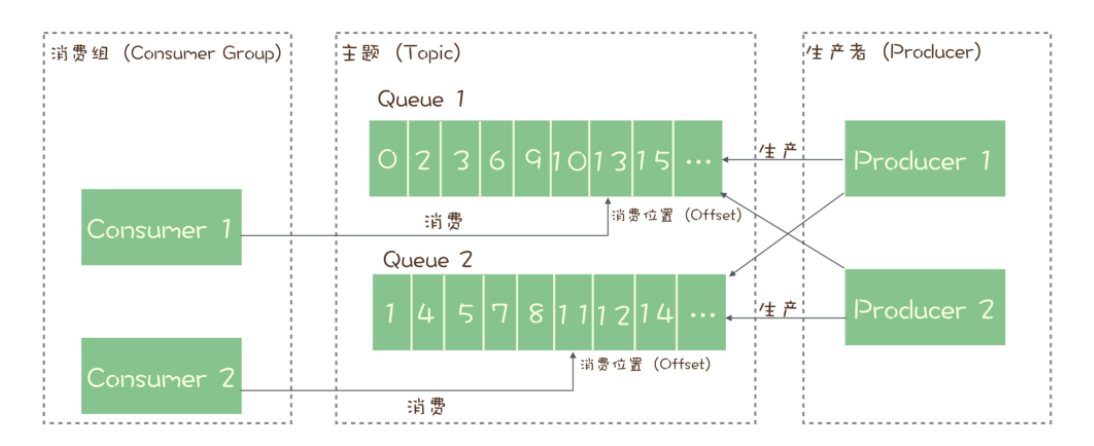 消费组 (Consumer Group)
Consumer 1
Consumer 2
消费
消费
主题 (Topic)
Queue 1
0 2 3 6 9 10 13 15 ...
消费位置 (Offset)
Queue 2
1 4 5 7 8 11 12 14 ...
消费位置 (Offset)
生产者 (Producer)
生产
Producer 1
生产
Producer 2